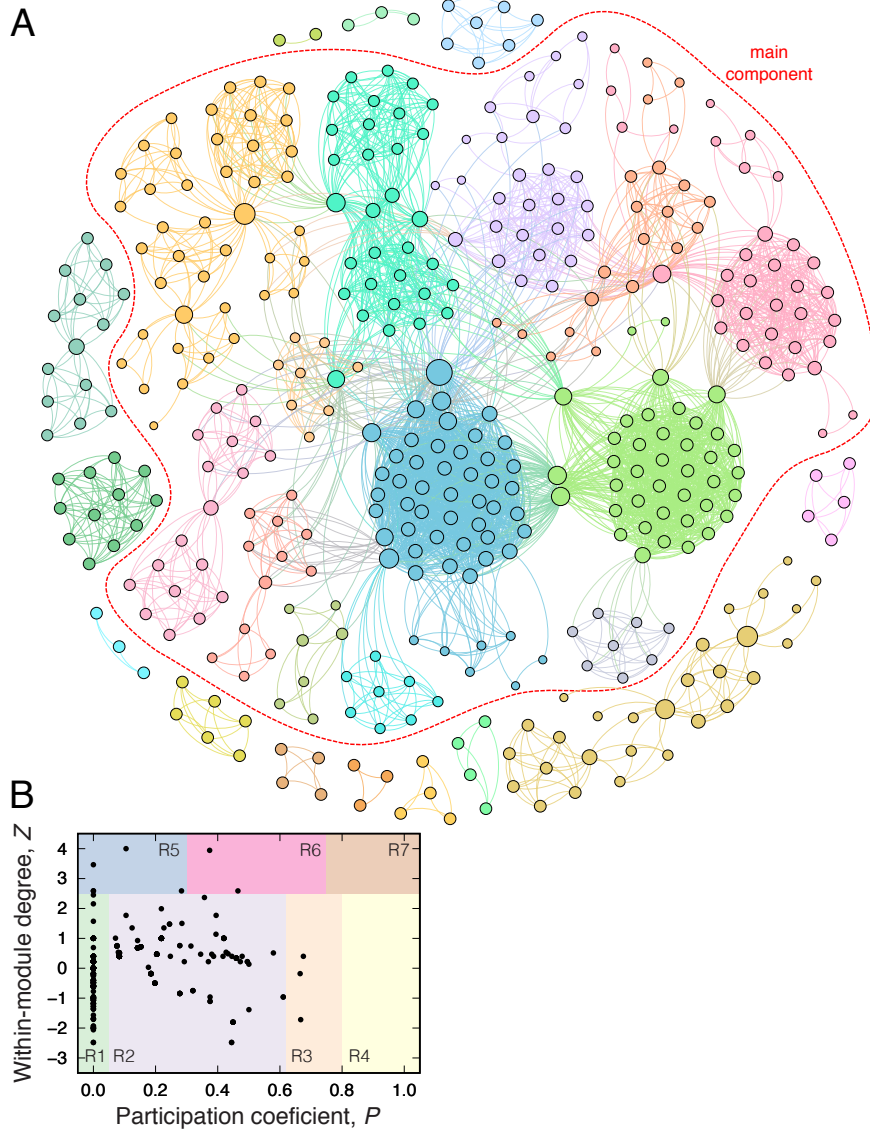 A
main
component
B
Within-module degree, Z
4
3
2
1
0
−1
−2
−3
R5
R6
R7
R1
R2
R3
R4
0.0
0.2
0.4
0.6
0.8
1.0
Participation coeficient, P